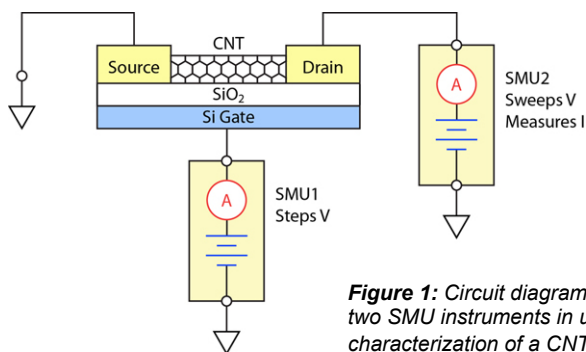 CNT
Source
Drain
SiO₂
Si Gate
A
SMU1
Steps V
A
SMU2
Sweeps V
Measures I
Figure 1: Circuit diagram
two SMU instruments in u
characterization of a CNT